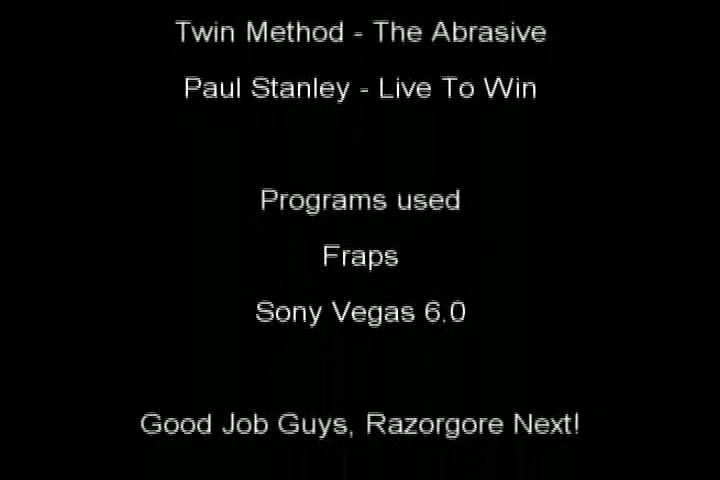 Twin Method - The Abrasive
Paul Stanley - Live To Win
Programs used
Fraps
Sony Vegas 6.0
Good Job Guys, Razorgore Next!